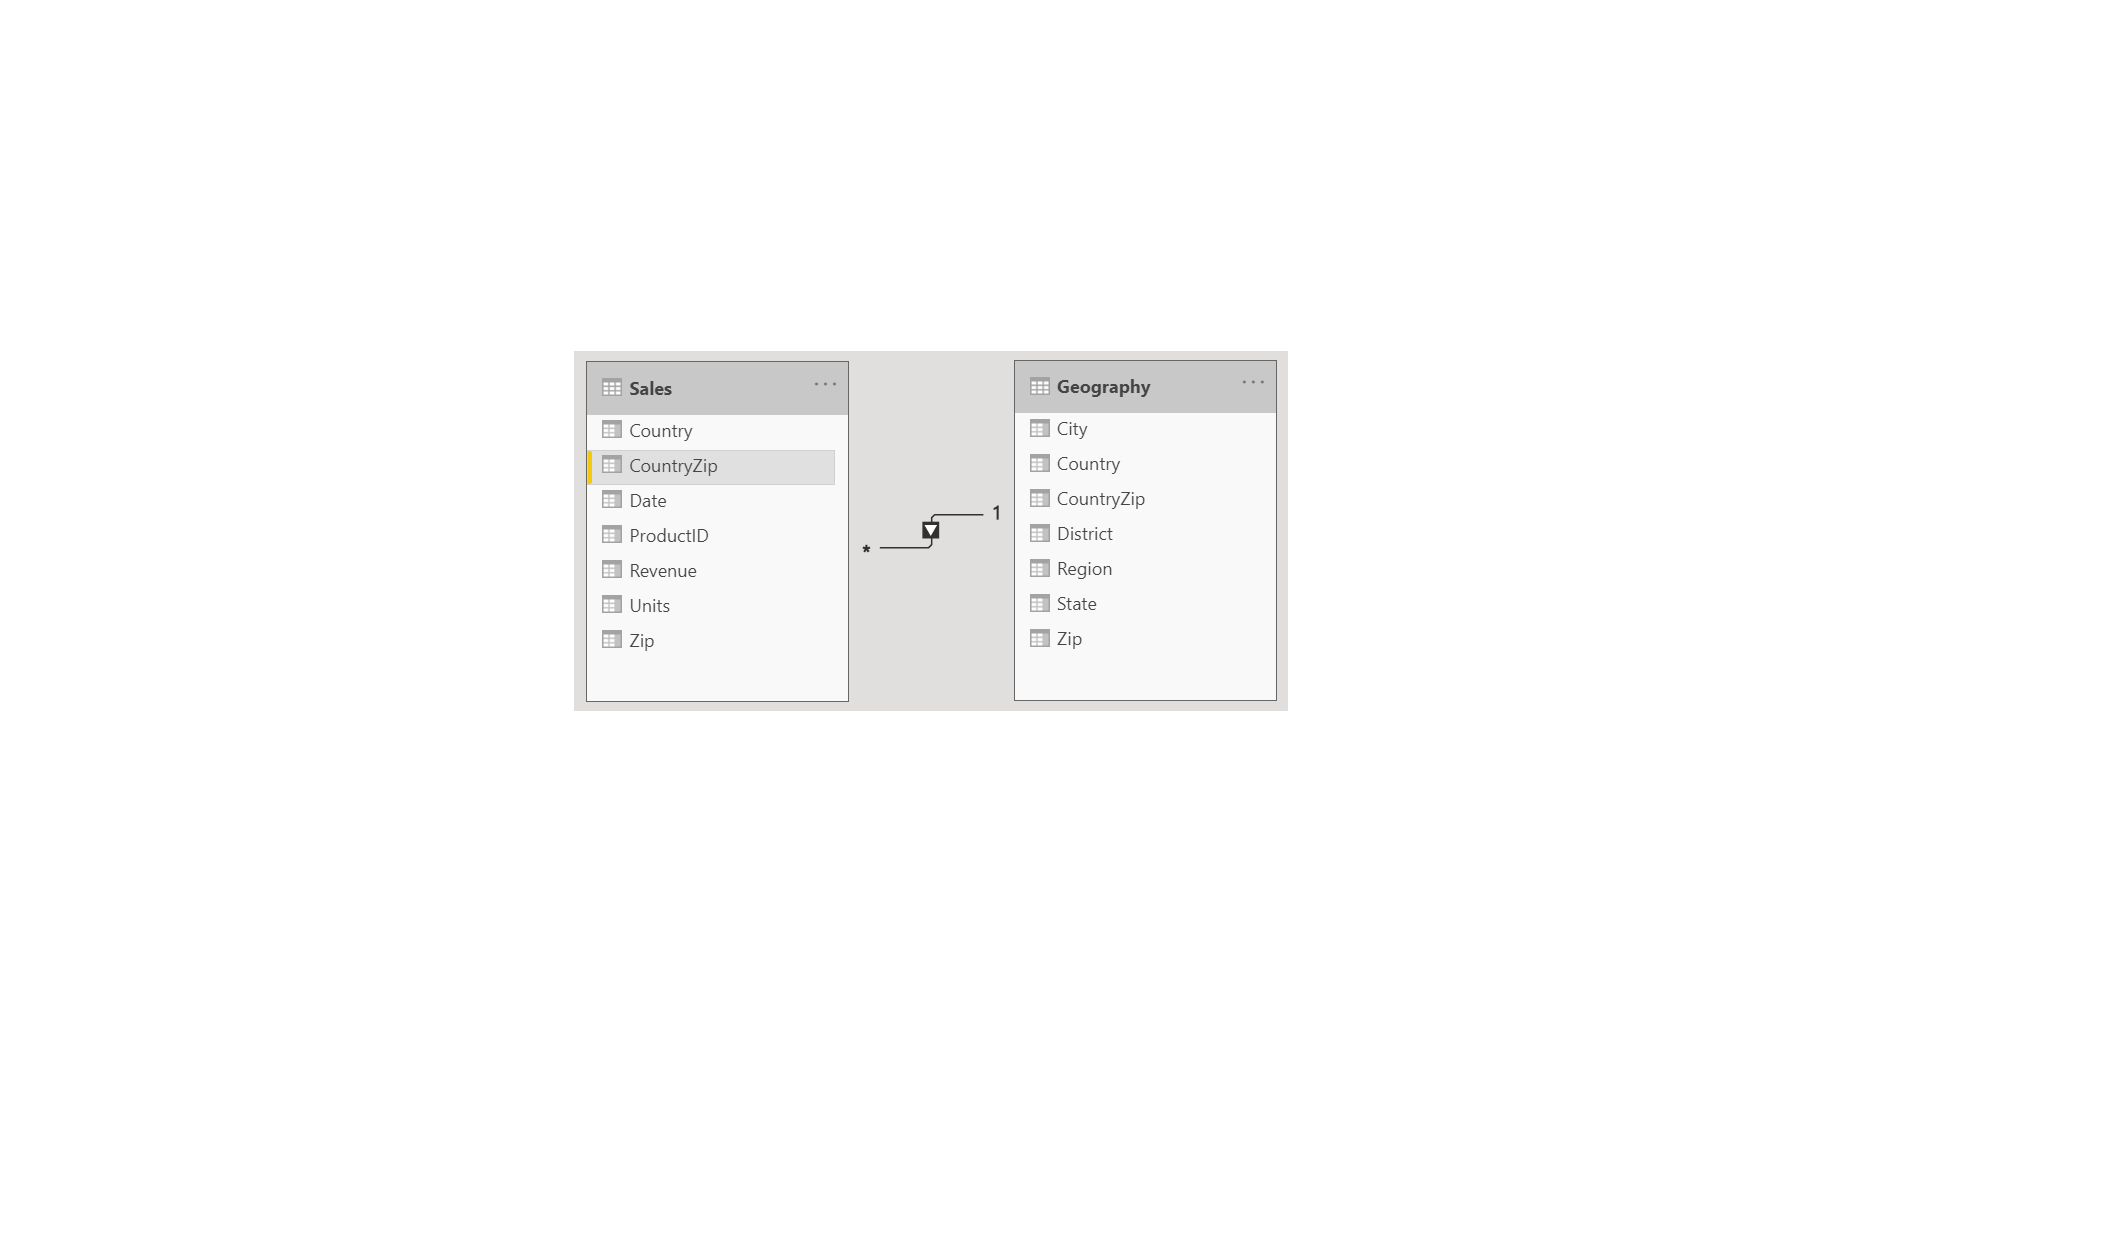 Sales
Country
CountryZip
Date
ProductID
Revenue
Units
Zip
*
1
Geography
City
Country
CountryZip
District
Region
State
Zip